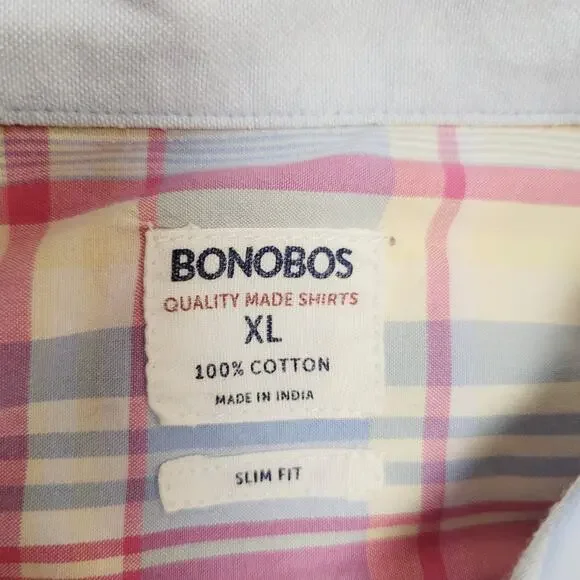 BONOBOS
QUALITY MADE SHIRTS
XL
100% COTTON
MADE IN INDIA
SLIM FIT